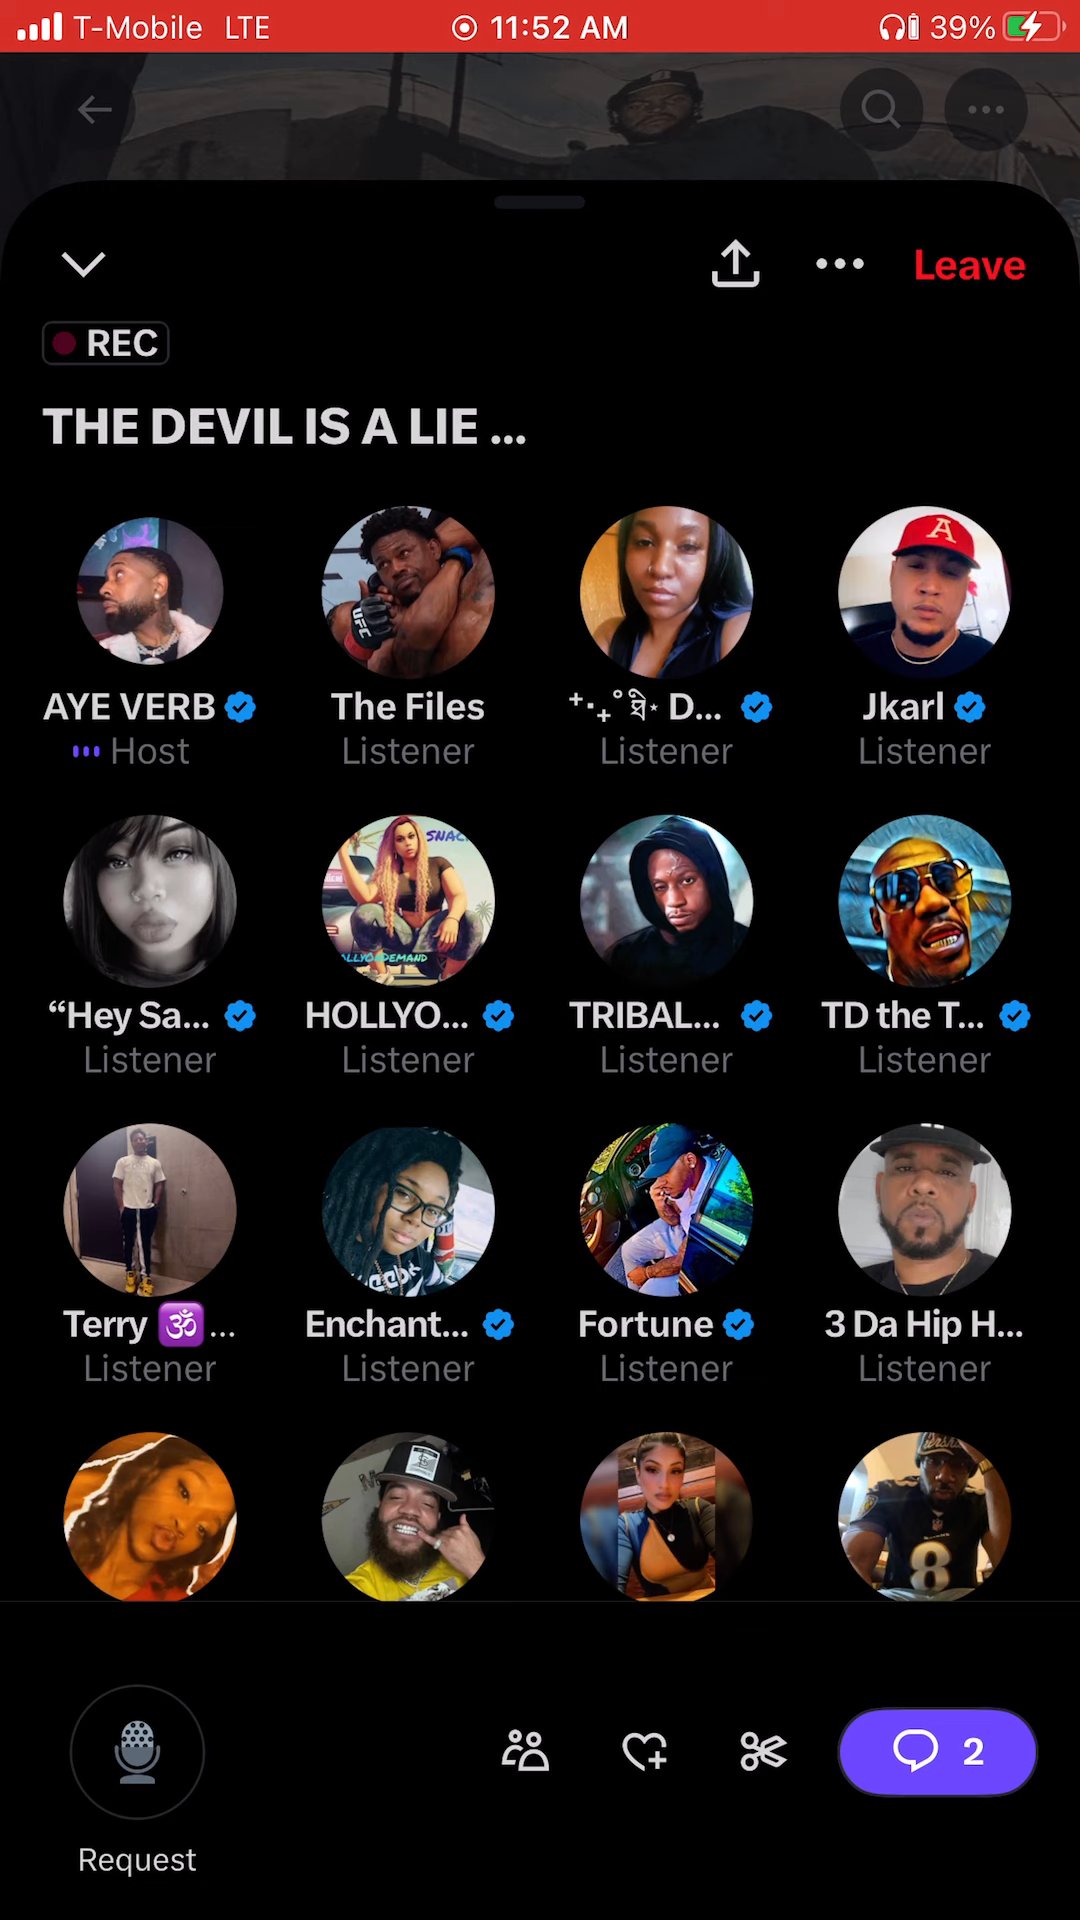 T-Mobile LTE 11:52 AM 39%
Leave
REC
THE DEVIL IS A LIE ...
AYE VERB The Files D... Jkarl
Host Listener Listener Listener
“Hey Sa... HOLLYO... TRIBAL... TD the T...
Listener Listener Listener Listener
Terry 🕉️... Enchant... Fortune 3 Da Hip H...
Listener Listener Listener Listener
2
Request